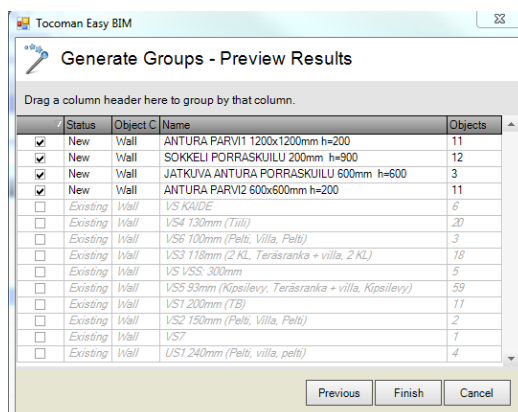 Tocoman Easy BIM
Generate Groups - Preview Results
Drag a column header here to group by that column.
Status Object C Name Objects
New Wall ANTURA PARVI1 1200x1200mm h=200 11
New Wall SOKKELI PORRASKUILU 200mm h=900 12
New Wall JATKUVA ANTURA PORRASKUILU 600mm h=600 3
New Wall ANTURA PARVI2 600x600mm h=200 11
Existing Wall VS KAIDE 6
Existing Wall VS4 130mm (Tiili) 20
Existing Wall VS6 100mm (Pelti, Villa, Pelti) 3
Existing Wall VS3 118mm (2 KL, Teräsranka + villa, 2 KL) 18
Existing Wall VS VSS: 300mm 5
Existing Wall VS5 93mm (Kipsilevy, Teräsranka + villa, Kipsilevy) 59
Existing Wall VS1 200mm (TB) 11
Existing Wall VS2 150mm (Pelti, Villa, Pelti) 2
Existing Wall VS7 1
Existing Wall US1 240mm (Pelti, villa, pelti) 4
Previous Finish Cancel